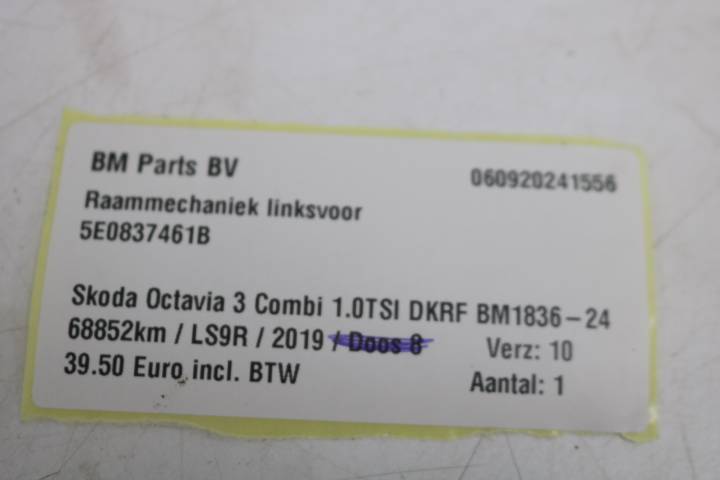 BM Parts BV 060920241556
Raammechaniek linksvoor
5E0837461B
Skoda Octavia 3 Combi 1.0TSI DKRF BM1836-24
68852km / LS9R / 2019 / Doos 8 Verz: 10
39.50 Euro incl. BTW Aantal: 1